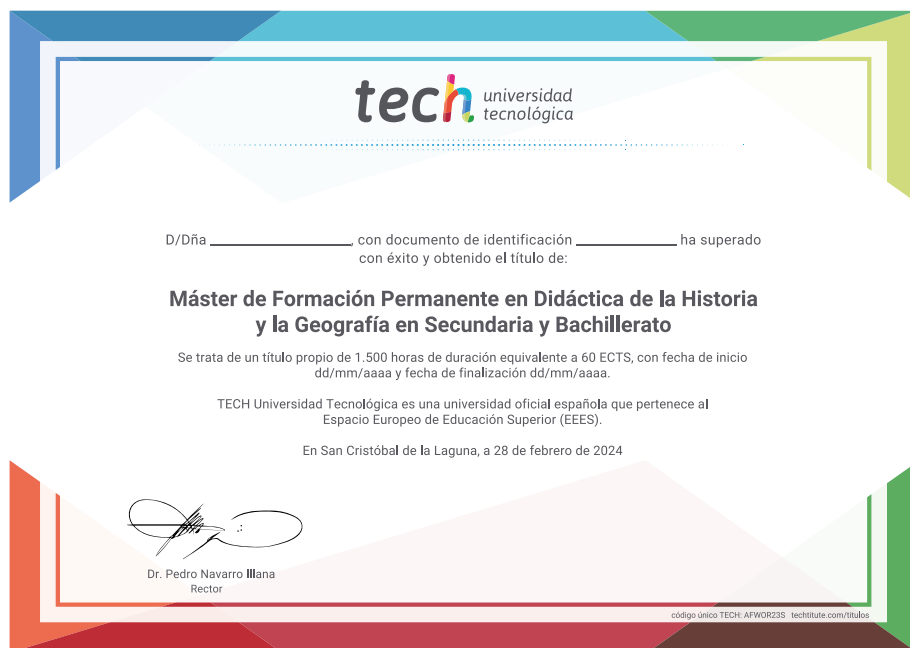 tech universidad
tecnológica
D/Dña ________________, con documento de identificación ____________ ha superado
con éxito y obtenido el título de:
Máster de Formación Permanente en Didáctica de la Historia
y la Geografía en Secundaria y Bachillerato
Se trata de un título propio de 1.500 horas de duración equivalente a 60 ECTS, con fecha de inicio
dd/mm/aaaa y fecha de finalización dd/mm/aaaa.
TECH Universidad Tecnológica es una universidad oficial española que pertenece al
Espacio Europeo de Educación Superior (EEES).
En San Cristóbal de la Laguna, a 28 de febrero de 2024
Dr. Pedro Navarro Illana
Rector
código único TECH: AFWOR23S techtitute.com/titulos